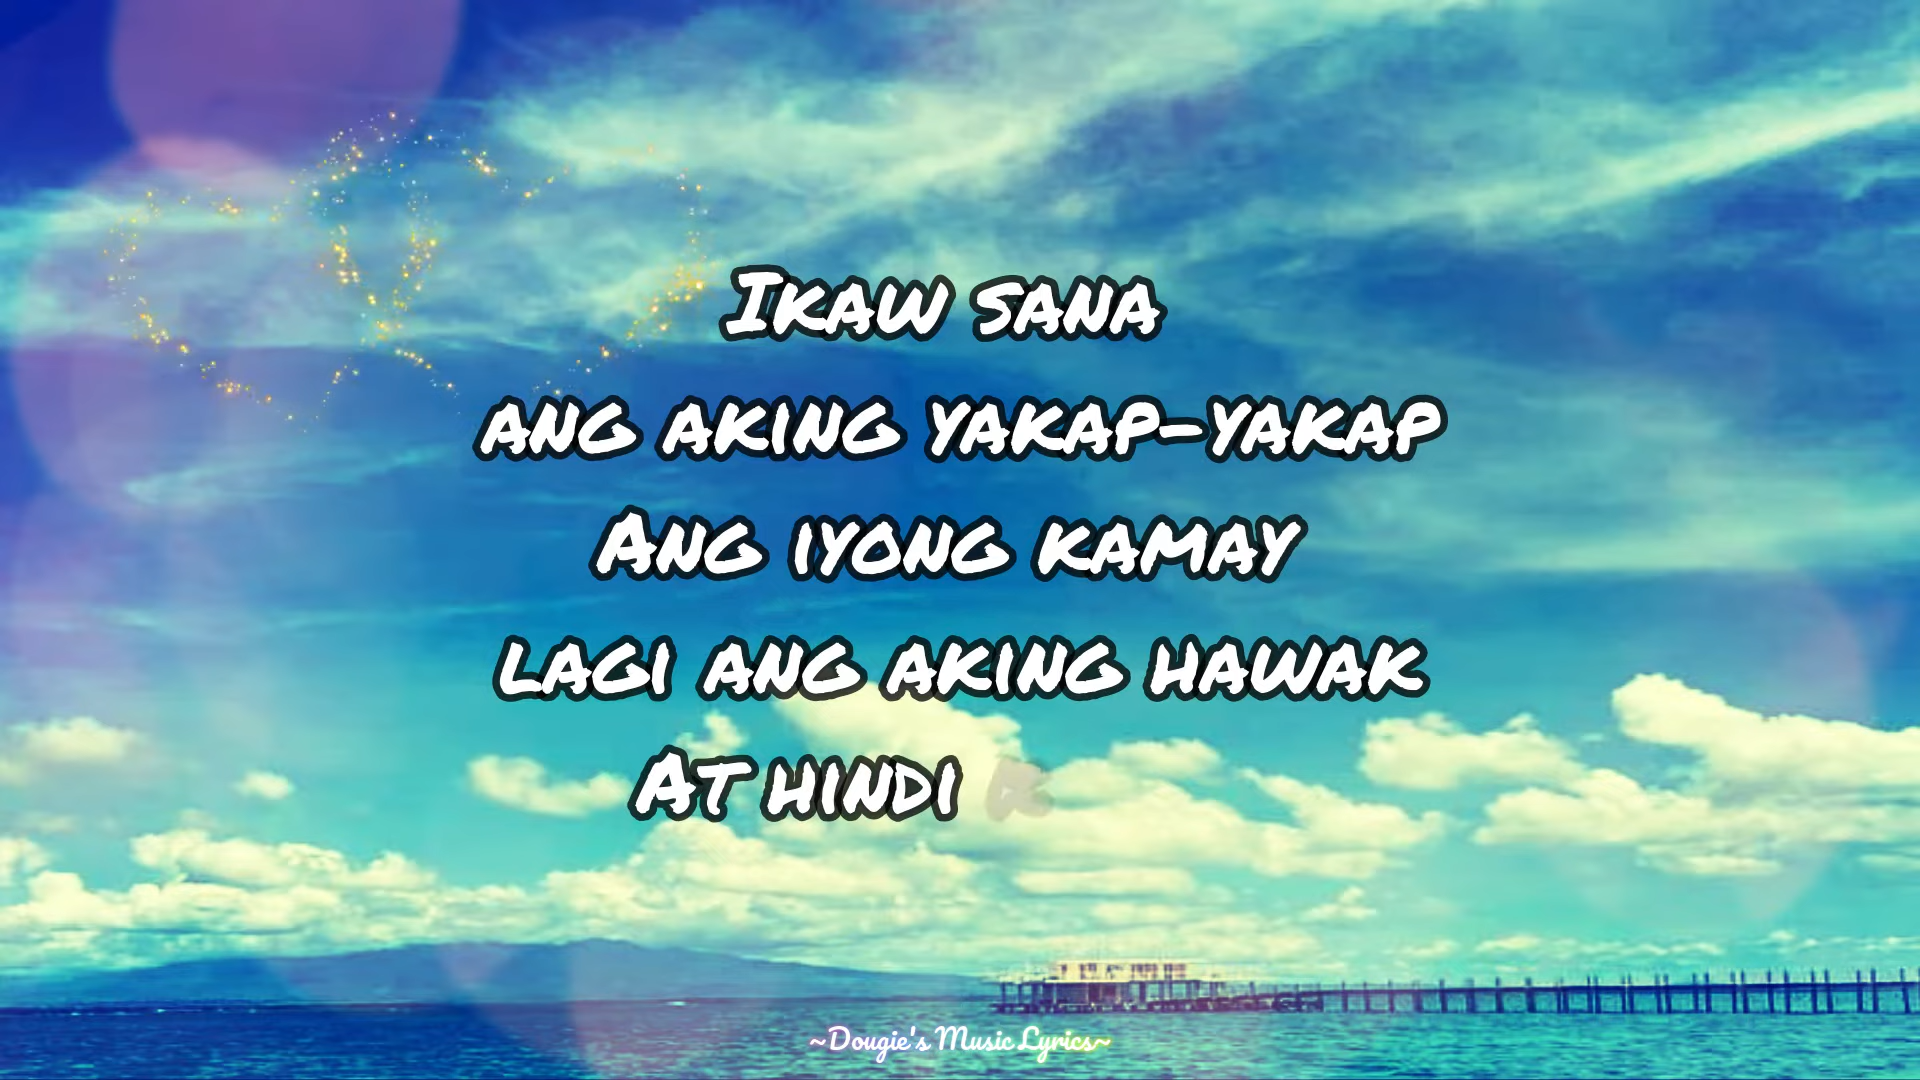 Ikaw sana
ang aking yakap-yakap
Ang iyong kamay
lagi ang aking hawak
At hindi
~Dougie's Music Lyrics~